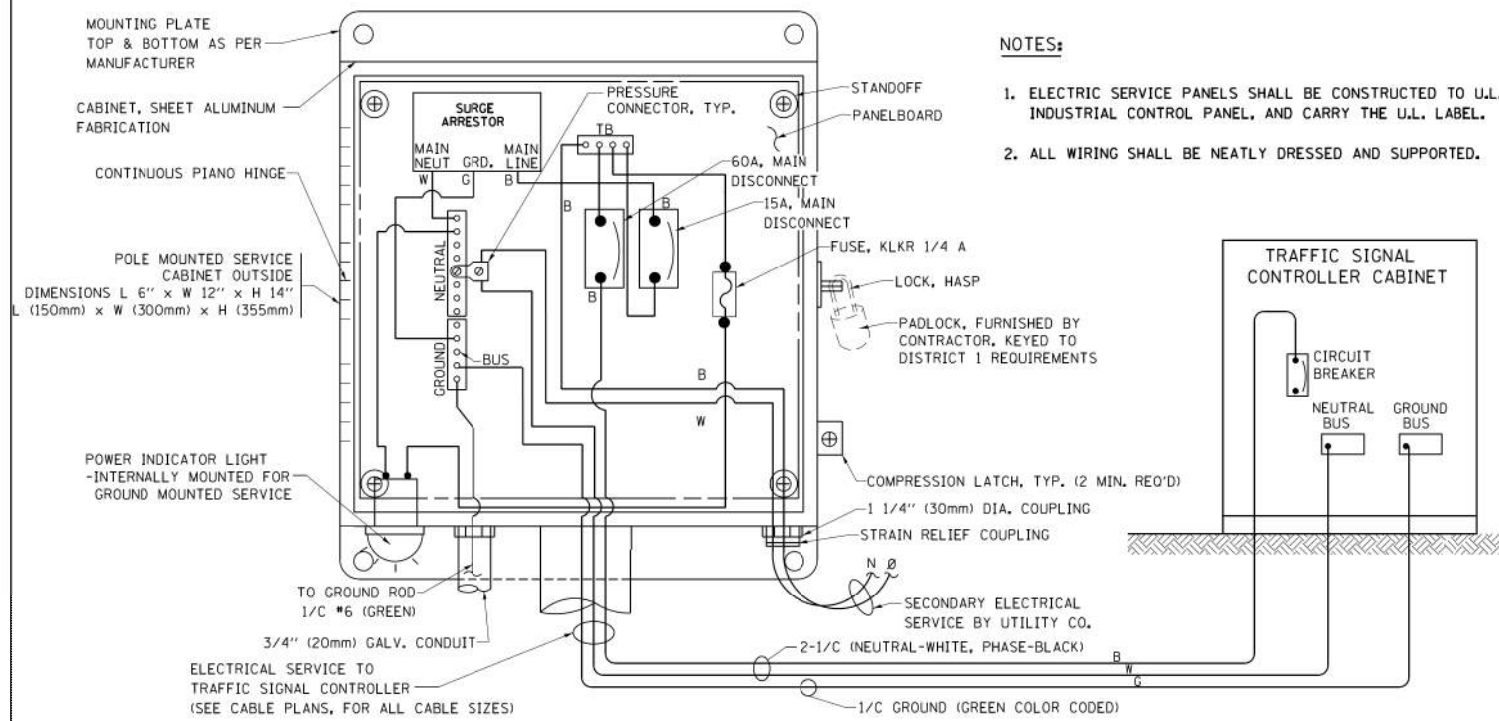 MOUNTING PLATE
TOP & BOTTOM AS PER
MANUFACTURER
CABINET, SHEET ALUMINUM
FABRICATION
CONTINUOUS PIANO HINGE
POLE MOUNTED SERVICE
CABINET OUTSIDE
DIMENSIONS L 6" x W 12" x H 14"
L (150mm) x W (300mm) x H (355mm)
POWER INDICATOR LIGHT
-INTERNALLY MOUNTED FOR
GROUND MOUNTED SERVICE
SURGE
ARRESTOR
MAIN
NEUT
GRD.
MAIN
LINE
W
G
B
PRESSURE
CONNECTOR, TYP.
TB
STANDOFF
PANELBOARD
60A, MAIN
DISCONNECT
15A, MAIN
DISCONNECT
B
B
B
FUSE, KLKR 1/4 A
LOCK, HASP
PADLOCK, FURNISHED BY
CONTRACTOR, KEYED TO
DISTRICT 1 REQUIREMENTS
NEUTRAL
GROUND
BUS
B
W
COMPRESSION LATCH, TYP. (2 MIN. REQ'D)
1 1/4" (30mm) DIA. COUPLING
STRAIN RELIEF COUPLING
N Ø
SECONDARY ELECTRICAL
SERVICE BY UTILITY CO.
TO GROUND ROD
1/C #6 (GREEN)
3/4" (20mm) GALV. CONDUIT
ELECTRICAL SERVICE TO
TRAFFIC SIGNAL CONTROLLER
(SEE CABLE PLANS, FOR ALL CABLE SIZES)
2-1/C (NEUTRAL-WHITE, PHASE-BLACK)
B
W
G
1/C GROUND (GREEN COLOR CODED)
NOTES:
1. ELECTRIC SERVICE PANELS SHALL BE CONSTRUCTED TO U.L.
INDUSTRIAL CONTROL PANEL, AND CARRY THE U.L. LABEL.
2. ALL WIRING SHALL BE NEATLY DRESSED AND SUPPORTED.
TRAFFIC SIGNAL
CONTROLLER CABINET
CIRCUIT
BREAKER
NEUTRAL
BUS
GROUND
BUS